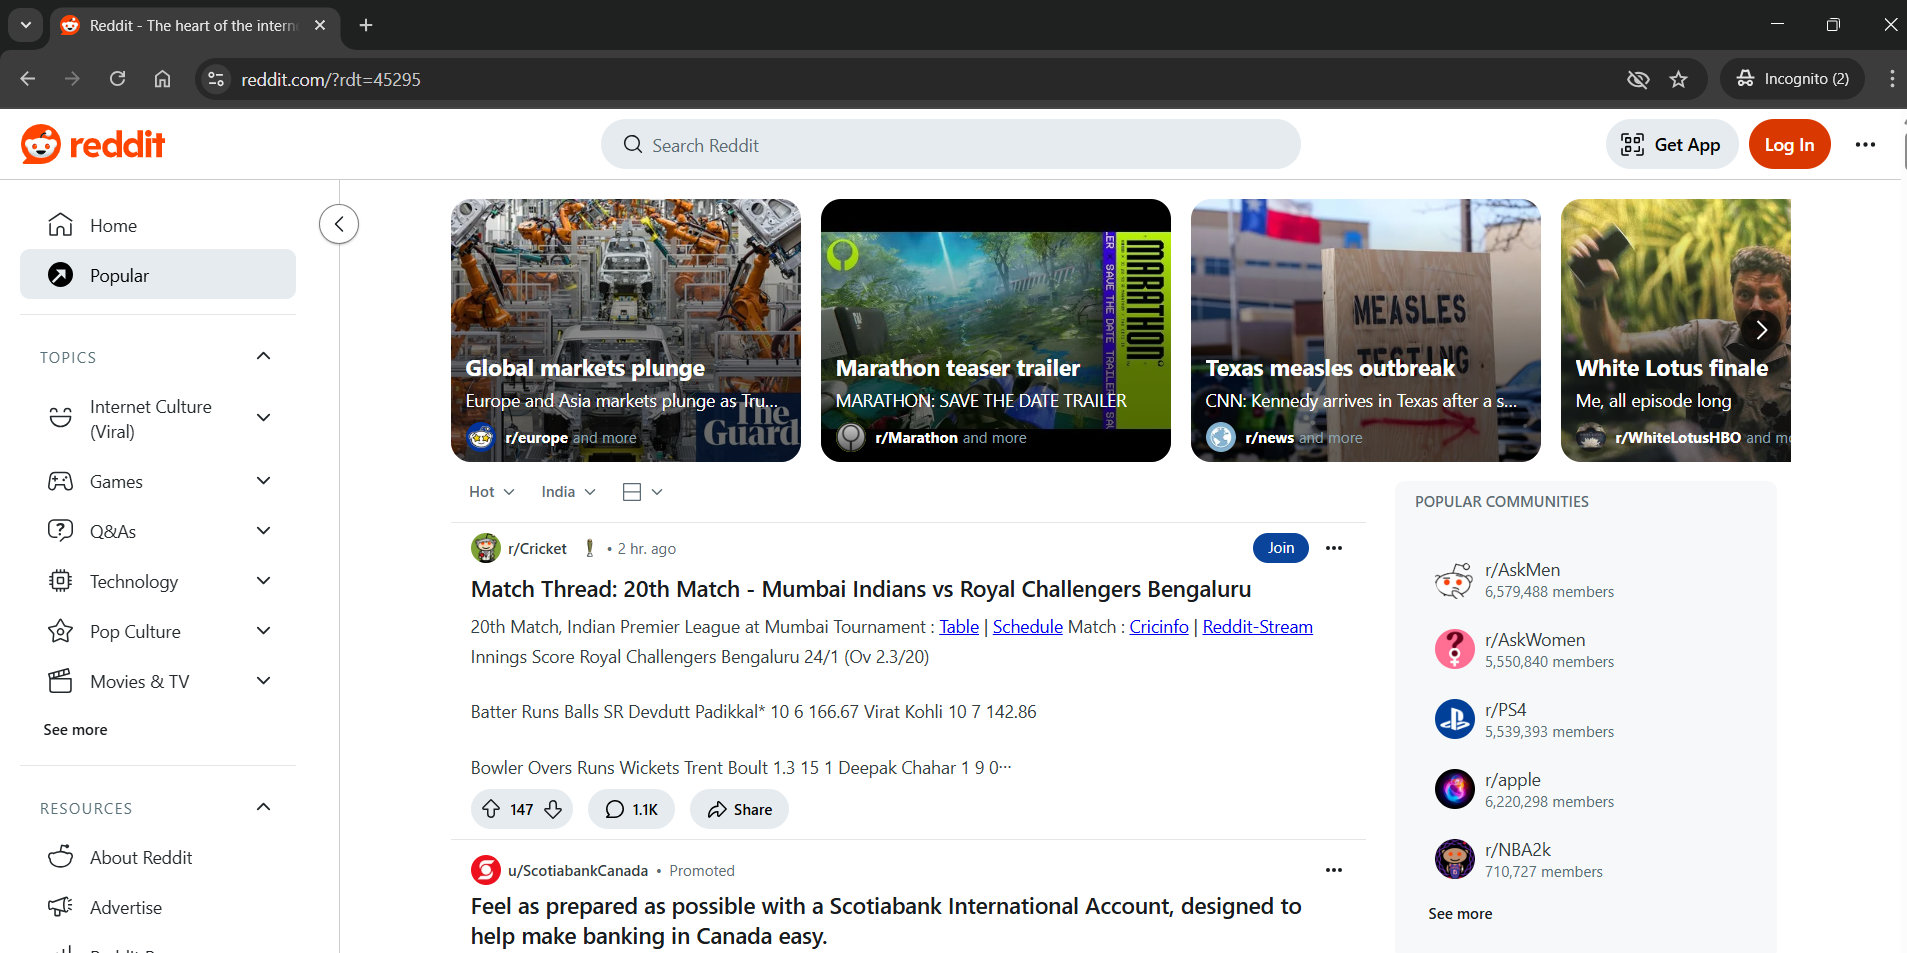 Reddit - The heart of the intern
reddit.com/?rdt=45295
Incognito (2)
reddit
Search Reddit
Get App
Log In
Home
Popular
TOPICS
Internet Culture
(Viral)
Games
Q&As
Technology
Pop Culture
Movies & TV
See more
RESOURCES
About Reddit
Advertise
Global markets plunge
Europe and Asia markets plunge as Tru...
r/europe and more
The
Guard
MARATHON
SAVE THE DATE TRAILER
Marathon teaser trailer
MARATHON: SAVE THE DATE TRAILER
r/Marathon and more
MEASLES
TESTING
Texas measles outbreak
CNN: Kennedy arrives in Texas after a s...
r/news and more
White Lotus finale
Me, all episode long
r/WhiteLotusHBO and mo
Hot
India
r/Cricket • 2 hr. ago
Join
Match Thread: 20th Match - Mumbai Indians vs Royal Challengers Bengaluru
20th Match, Indian Premier League at Mumbai Tournament : Table | Schedule Match : Cricinfo | Reddit-Stream
Innings Score Royal Challengers Bengaluru 24/1 (Ov 2.3/20)
Batter Runs Balls SR Devdutt Padikkal* 10 6 166.67 Virat Kohli 10 7 142.86
Bowler Overs Runs Wickets Trent Boult 1.3 15 1 Deepak Chahar 1 9 0···
147
1.1K
Share
u/ScotiabankCanada • Promoted
Feel as prepared as possible with a Scotiabank International Account, designed to
help make banking in Canada easy.
POPULAR COMMUNITIES
r/AskMen
6,579,488 members
r/AskWomen
5,550,840 members
r/PS4
5,539,393 members
r/apple
6,220,298 members
r/NBA2k
710,727 members
See more